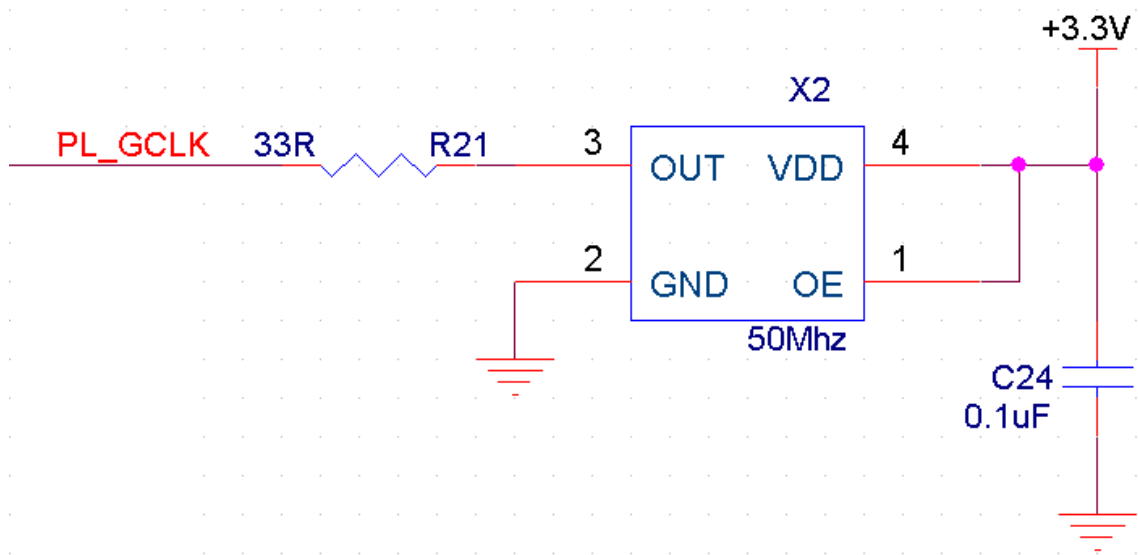 +3.3V
X2
PL_GCLK 33R R21 3 OUT VDD 4
2 GND OE 1
50Mhz
C24
0.1uF